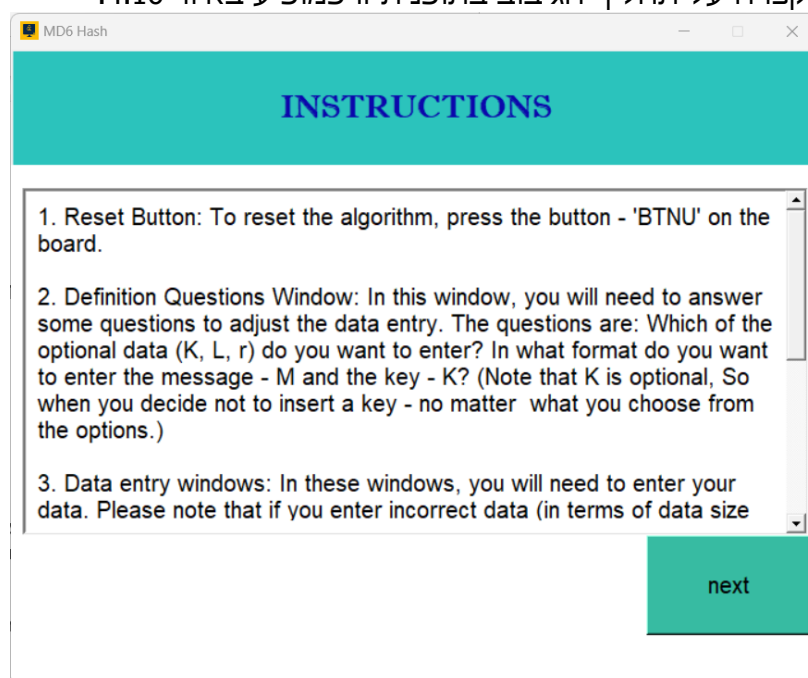 MD6 Hash
INSTRUCTIONS
1. Reset Button: To reset the algorithm, press the button - 'BTNU' on the
board.
2. Definition Questions Window: In this window, you will need to answer
some questions to adjust the data entry. The questions are: Which of the
optional data (K, L, r) do you want to enter? In what format do you want
to enter the message - M and the key - K? (Note that K is optional, So
when you decide not to insert a key - no matter  what you choose from
the options.)
3. Data entry windows: In these windows, you will need to enter your
data. Please note that if you enter incorrect data (in terms of data size
next